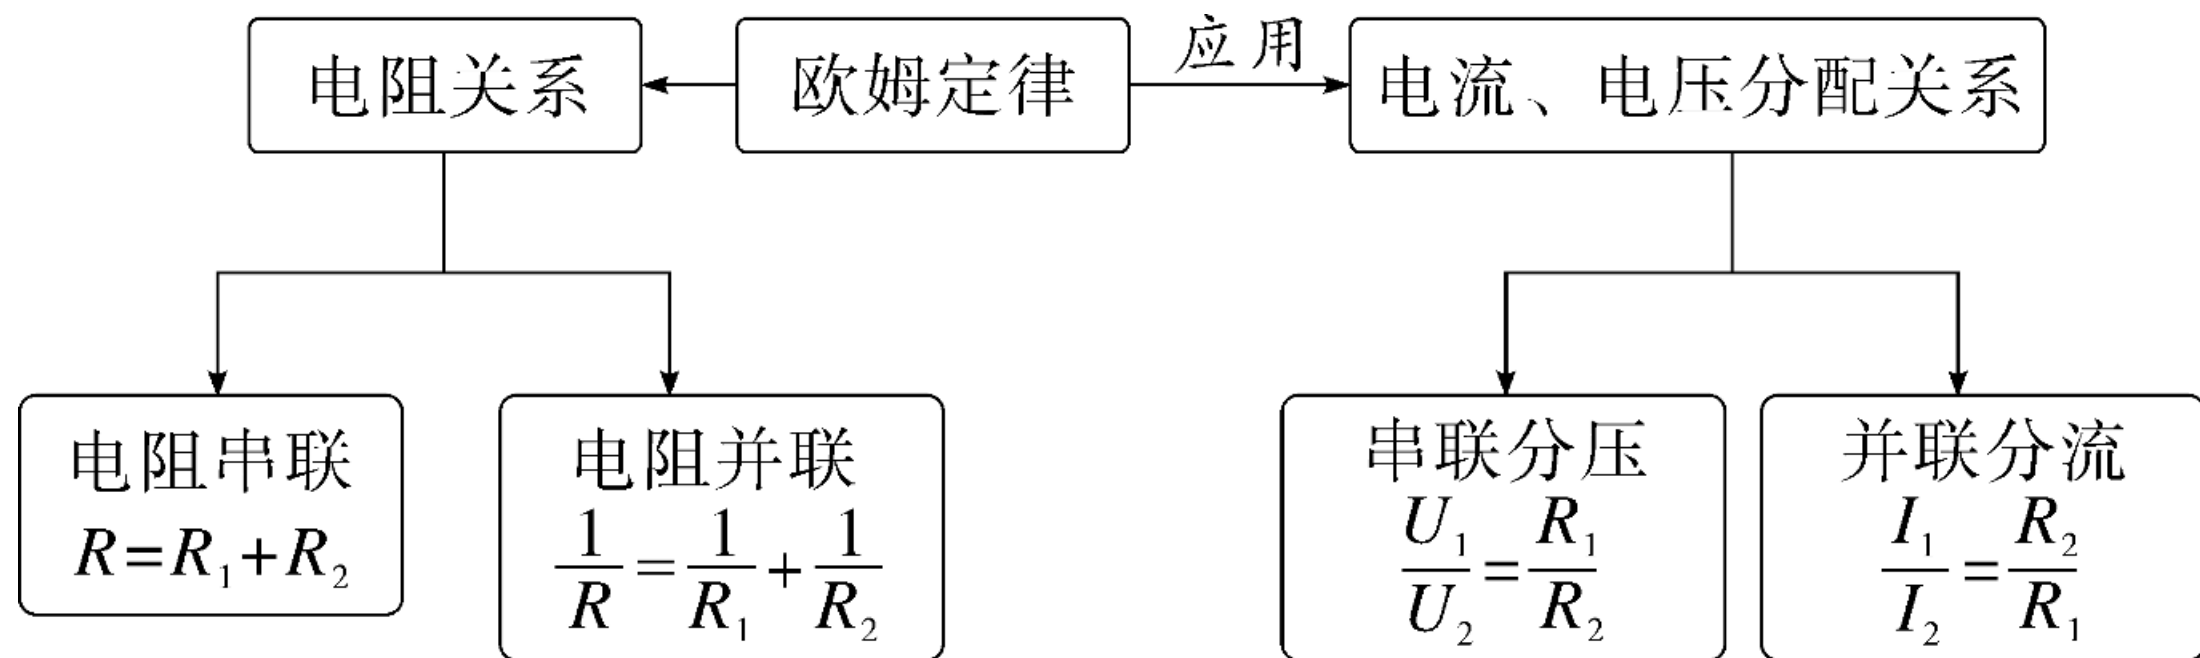 电阻关系
欧姆定律
应用
电流、电压分配关系
电阻串联
R=R₁+R₂
电阻并联
1/R=1/R₁+1/R₂
串联分压
U₁/U₂=R₁/R₂
并联分流
I₁/I₂=R₂/R₁